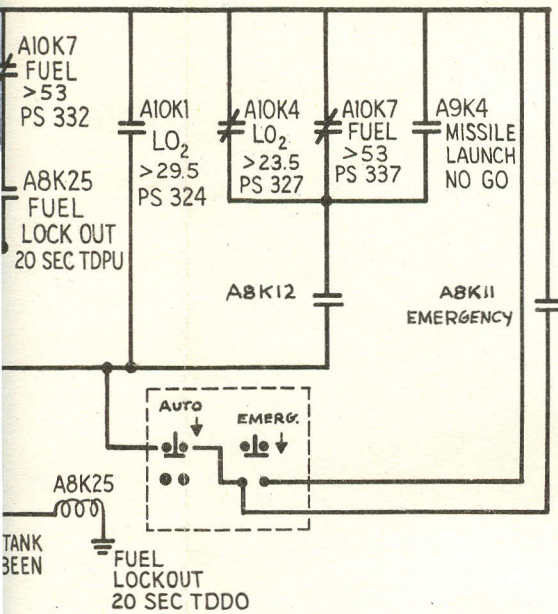 A10K7
FUEL
>53
PS 332
A8K25
FUEL
LOCK OUT
20 SEC TDPU
A10K1
LO2
>29.5
PS 324
A10K4
LO2
>23.5
PS 327
A10K7
FUEL
>53
PS 337
A9K4
MISSILE
LAUNCH
NO GO
A8K12
A8K11
EMERGENCY
AUTO
EMERG.
A8K25
TANK
BEEN
FUEL
LOCKOUT
20 SEC TDDO